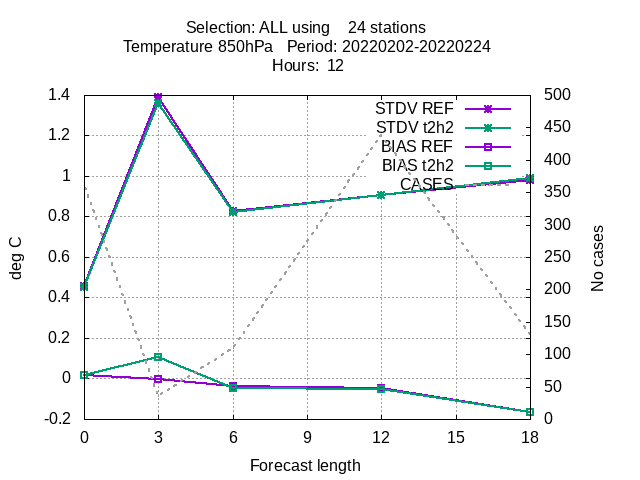 Selection: ALL using 24 stations
Temperature 850hPa Period: 20220202-20220224
Hours: 12
1.4
1.2
1
0.8
0.6
0.4
0.2
0
-0.2
deg C
STDV REF
STDV t2h2
BIAS REF
BIAS t2h2
CASES
500
450
400
350
300
250
200
150
100
50
0
No cases
0 3 6 9 12 15 18
Forecast length